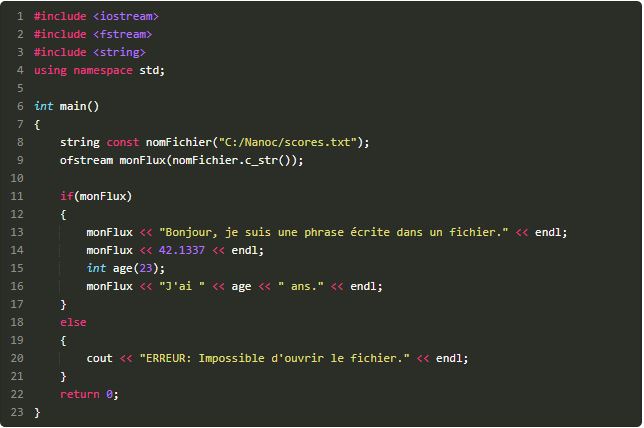 1 #include <iostream>
2 #include <fstream>
3 #include <string>
4 using namespace std;
5
6 int main()
7 {
8     string const nomFichier("C:/Nanoc/scores.txt");
9     ofstream monFlux(nomFichier.c_str());
10
11     if(monFlux)
12     {
13         monFlux << "Bonjour, je suis une phrase écrite dans un fichier." << endl;
14         monFlux << 42.1337 << endl;
15         int age(23);
16         monFlux << "J'ai " << age << " ans." << endl;
17     }
18     else
19     {
20         cout << "ERREUR: Impossible d'ouvrir le fichier." << endl;
21     }
22     return 0;
23 }